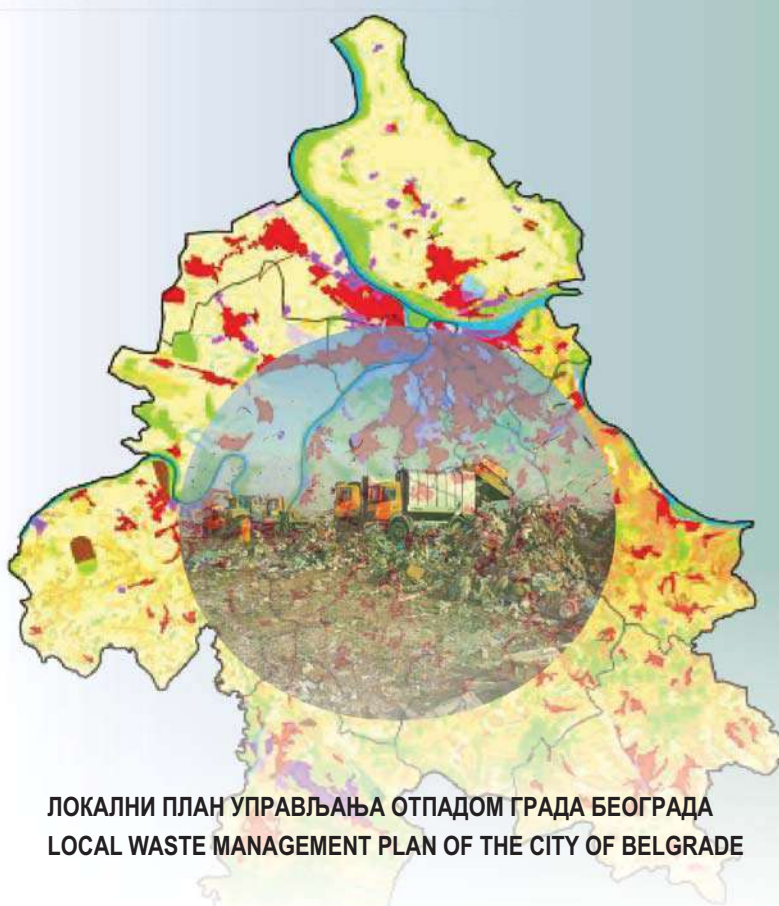 ЛОКАЛНИ ПЛАН УПРАВЉАЊА ОТПАДОМ ГРАДА БЕОГРАДА
LOCAL WASTE MANAGEMENT PLAN OF THE CITY OF BELGRADE